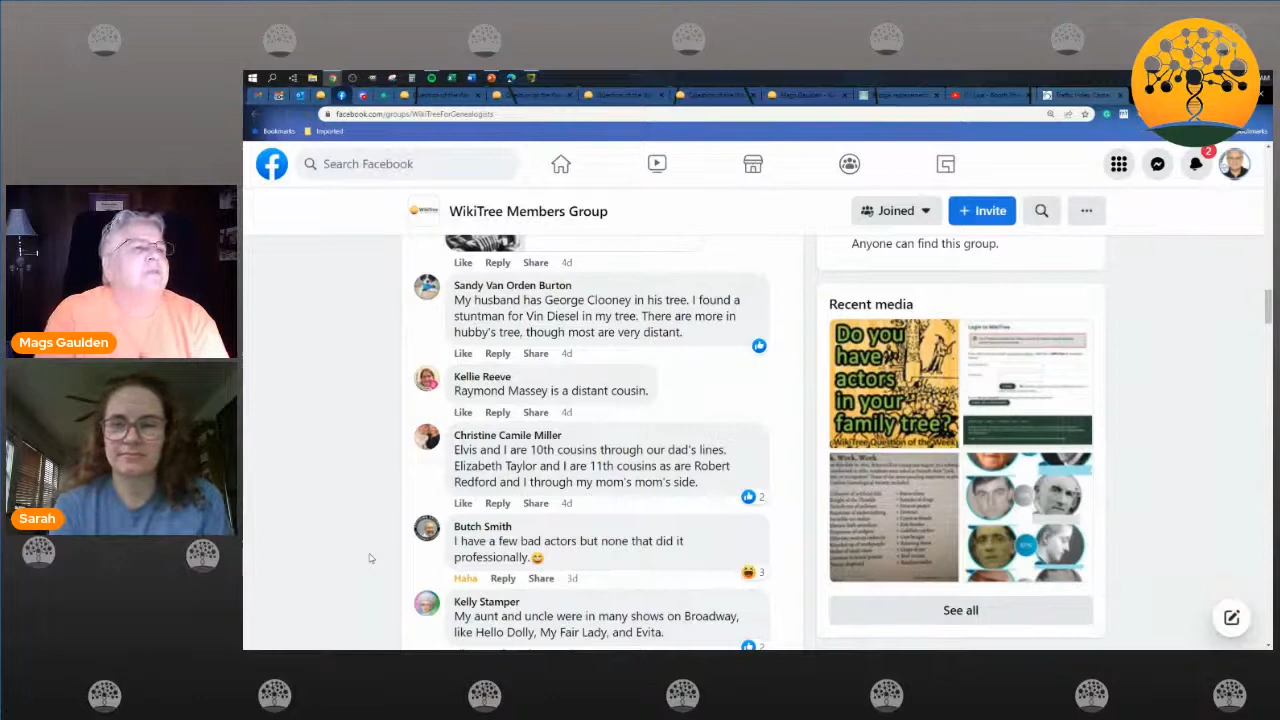 facebook.com/groups/WikiTreeForGenealogists
Bookmarks
Imported
Search Facebook
2
WikiTree Members Group
Joined
+ Invite
Like Reply Share 4d
Sandy Van Orden Burton
My husband has George Clooney in his tree. I found a
stuntman for Vin Diesel in my tree. There are more in
hubby's tree, though most are very distant.
Like Reply Share 4d
Kellie Reeve
Raymond Massey is a distant cousin.
Like Reply Share 4d
Christine Camile Miller
Elvis and I are 10th cousins through our dad's lines.
Elizabeth Taylor and I are 11th cousins as are Robert
Redford and I through my mom's mom's side.
2
Like Reply Share 4d
Butch Smith
I have a few bad actors but none that did it
professionally.😄
3
Haha Reply Share 3d
Kelly Stamper
My aunt and uncle were in many shows on Broadway,
like Hello Dolly, My Fair Lady, and Evita.
2
Anyone can find this group.
Recent media
Do you
have
actors
in your
family tree?
WikiTree Question of the Week
Login to WikiTree
See all
Mags Gaulden
Sarah